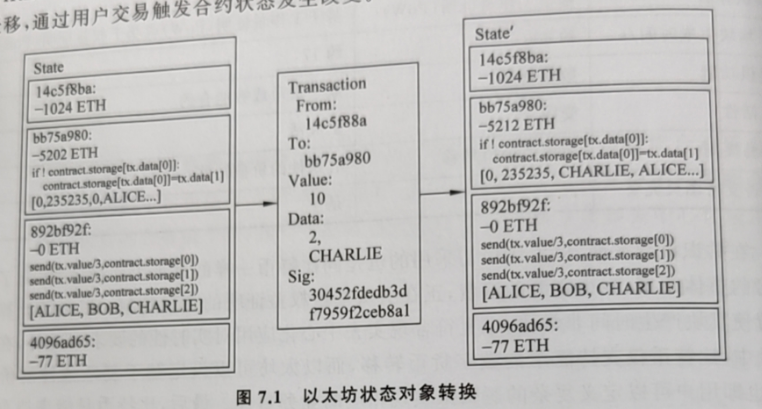 移,通过用户交易触发合约状态发生
State
14c5f8ba:
–1024 ETH
bb75a980:
–5202 ETH
if ! contract.storage[tx.data[0]]:
contract.storage[tx.data[0]]=tx.data[1]
[0,235235,0,ALICE...]
892bf92f:
–0 ETH
send(tx.value/3,contract.storage[0])
send(tx.value/3,contract.storage[1])
send(tx.value/3,contract.storage[2])
[ALICE, BOB, CHARLIE]
4096ad65:
–77 ETH
Transaction
From:
14c5f88a
To:
bb75a980
Value:
10
Data:
2,
CHARLIE
Sig:
30452fdedb3d
f7959f2ceb8a1
State′
14c5f8ba:
–1024 ETH
bb75a980:
–5212 ETH
if ! contract.storage[tx.data[0]]:
contract.storage[tx.data[0]]=tx.data[1]
[0, 235235, CHARLIE, ALICE...]
892bf92f:
–0 ETH
send(tx.value/3,contract.storage[0])
send(tx.value/3,contract.storage[1])
send(tx.value/3,contract.storage[2])
[ALICE, BOB, CHARLIE]
4096ad65:
–77 ETH
图 7.1 以太坊状态对象转换